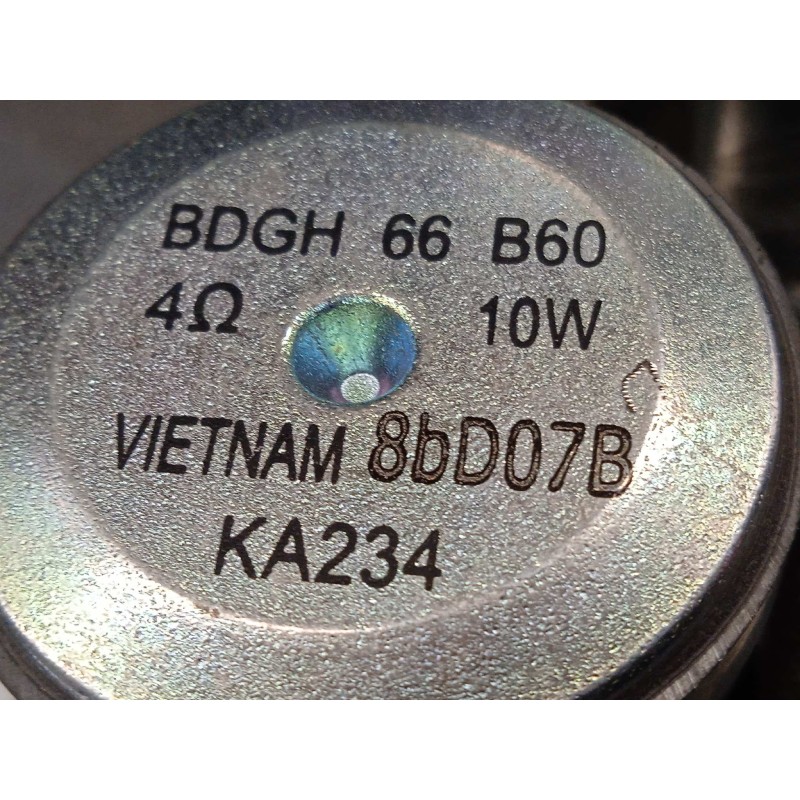 BDGH 66 B60
4Ω 10W
VIETNAM 8bD07B
KA234